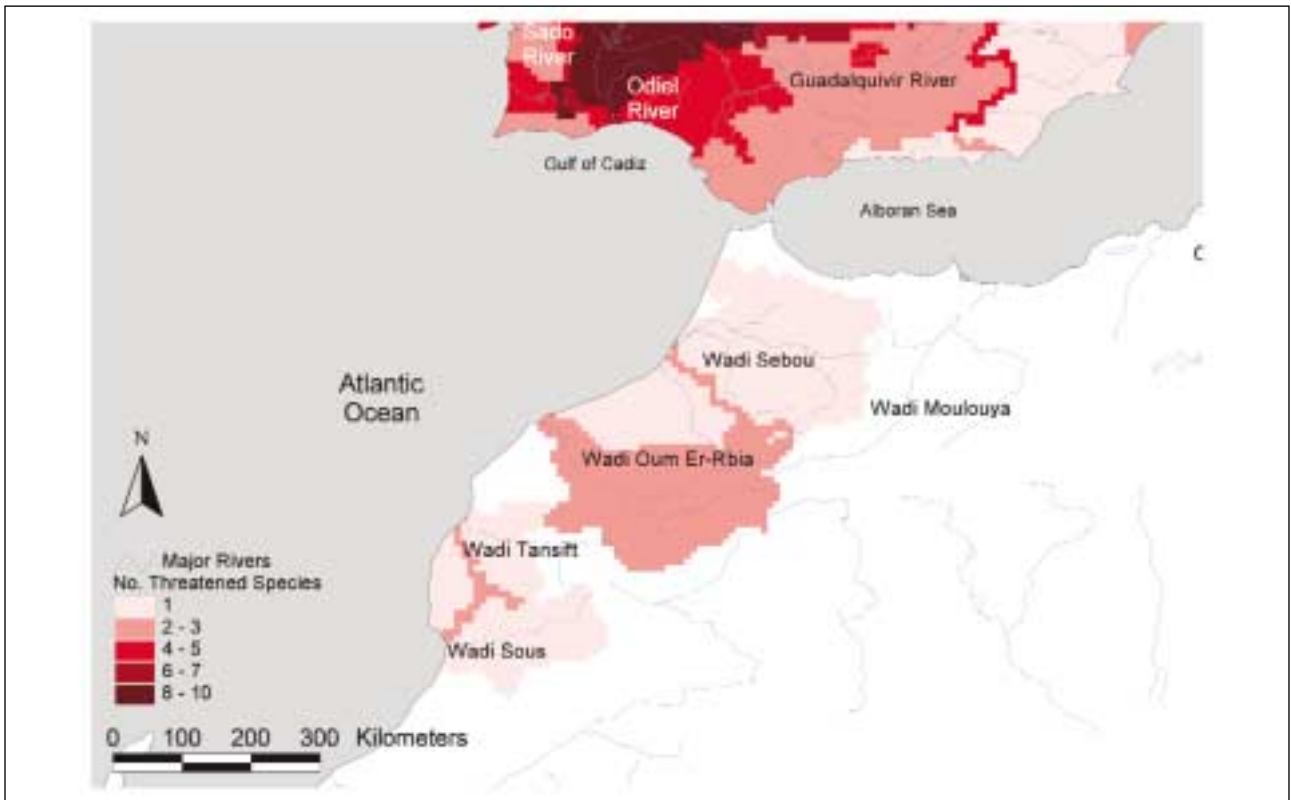 Sado
River
Odiel
River
Guadalquivir River
Gulf of Cadiz
Alboran Sea
C
Wadi Sebou
Atlantic
Ocean
Wadi Moulouya
N
Wadi Oum Er-Rbia
Wadi Tansift
Major Rivers
No. Threatened Species
1
2 - 3
4 - 5
6 - 7
8 - 10
Wadi Sous
0 100 200 300 Kilometers